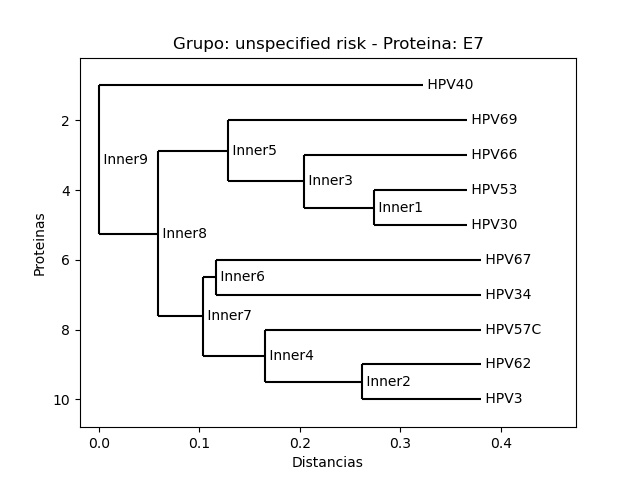 Grupo: unspecified risk - Proteina: E7
HPV40
2
HPV69
Inner5
Inner9
HPV66
Inner3
4
HPV53
Inner1
HPV30
Inner8
Proteinas
6
HPV67
Inner6
HPV34
Inner7
8
HPV57C
Inner4
HPV62
Inner2
10
HPV3
0.0 0.1 0.2 0.3 0.4
Distancias